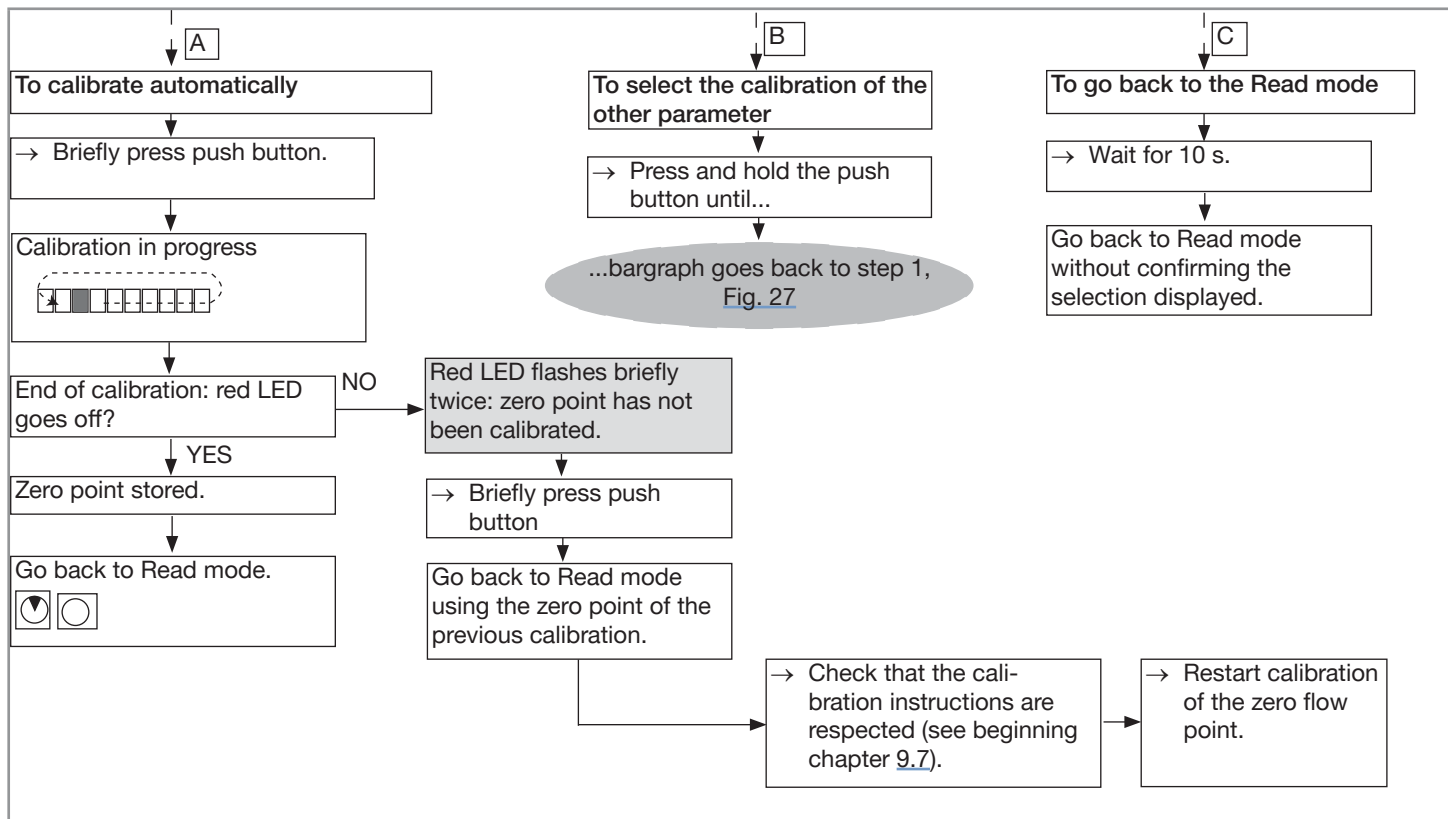 A
To calibrate automatically
→ Briefly press push button.
Calibration in progress
End of calibration: red LED
goes off?
NO
YES
Zero point stored.
Go back to Read mode.
Red LED flashes briefly
twice: zero point has not
been calibrated.
→ Briefly press push
button
Go back to Read mode
using the zero point of the
previous calibration.
→ Check that the cali-
bration instructions are
respected (see beginning
chapter 9.7).
→ Restart calibration
of the zero flow
point.
B
To select the calibration of the
other parameter
→ Press and hold the push
button until...
...bargraph goes back to step 1,
Fig. 27
C
To go back to the Read mode
→ Wait for 10 s.
Go back to Read mode
without confirming the
selection displayed.